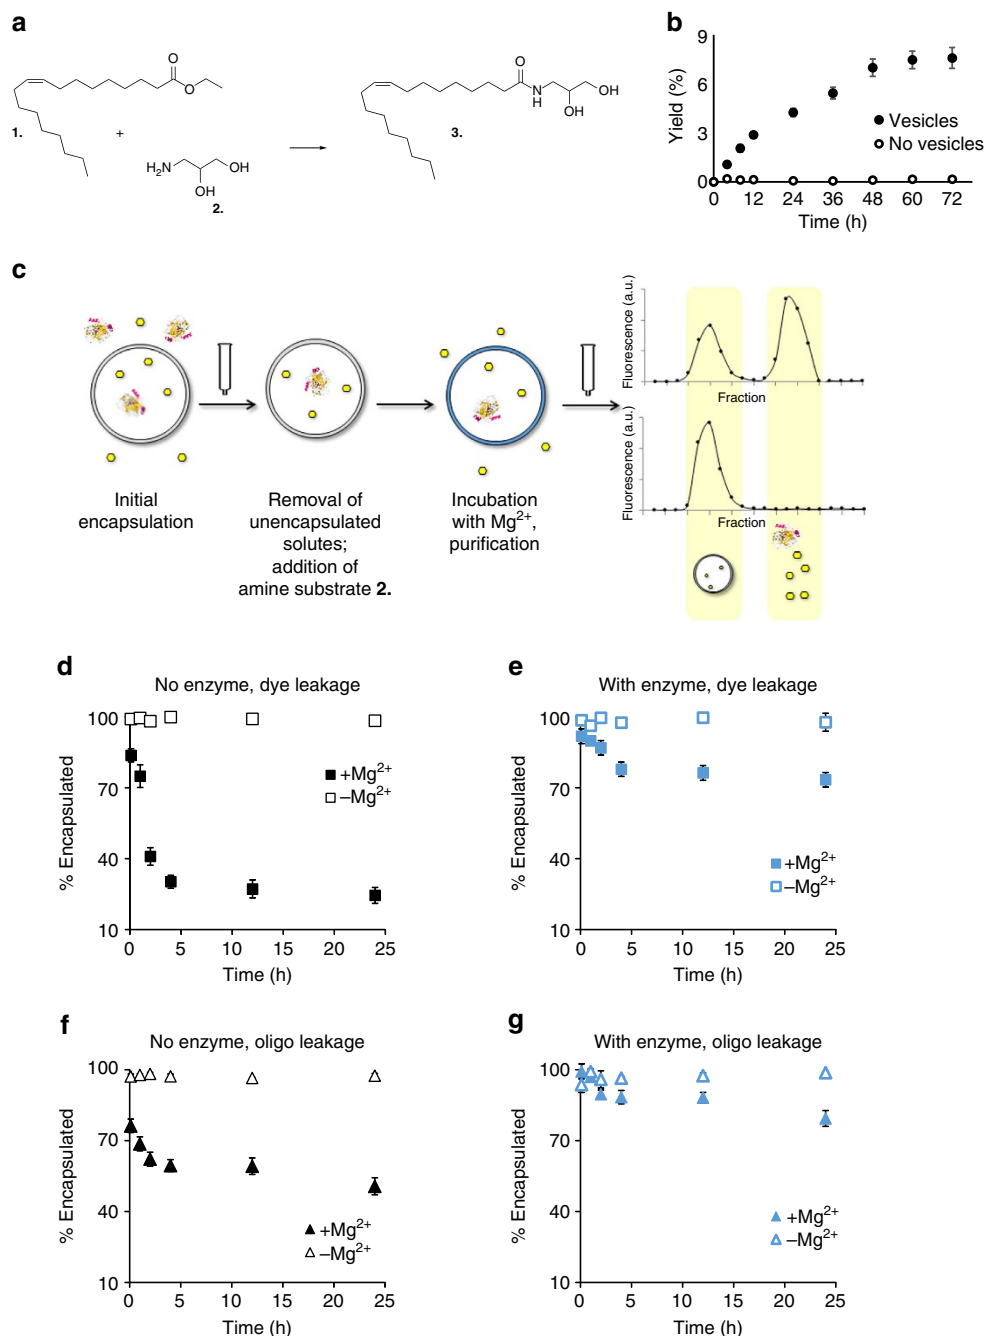 a
O
O
1.
+
H₂N
OH
OH
2.
O
N
H
OH
OH
3.
b
Yield (%)
9
6
3
0
Vesicles
No vesicles
0 12 24 36 48 60 72
Time (h)
c
Initial
encapsulation
Removal of
unencapsulated
solutes;
addition of
amine substrate 2.
Incubation
with Mg²⁺,
purification
Fluorescence (a.u.)
Fraction
Fluorescence (a.u.)
Fraction
d
No enzyme, dye leakage
% Encapsulated
100
70
40
10
+Mg²⁺
–Mg²⁺
0 5 10 15 20 25
Time (h)
e
With enzyme, dye leakage
% Encapsulated
100
70
40
10
+Mg²⁺
–Mg²⁺
0 5 10 15 20 25
Time (h)
f
No enzyme, oligo leakage
% Encapsulated
100
70
40
10
+Mg²⁺
–Mg²⁺
0 5 10 15 20 25
Time (h)
g
With enzyme, oligo leakage
% Encapsulated
100
70
40
10
+Mg²⁺
–Mg²⁺
0 5 10 15 20 25
Time (h)